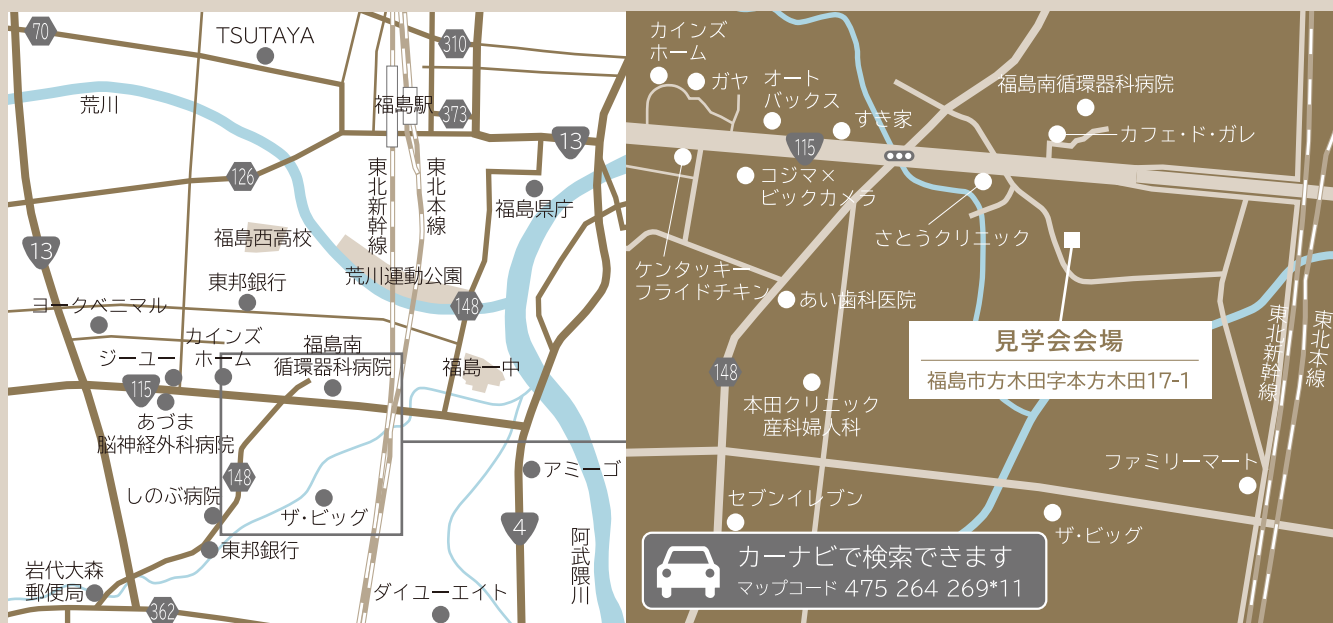 70
TSUTAYA
310
荒川
福島駅
373
13
126
東北新幹線
東北本線
福島県庁
福島西高校
13
荒川運動公園
東邦銀行
148
ヨークベニマル
カインズ
ホーム
福島南
循環器科病院
ジーユー
福島一中
115
あづま
脳神経外科病院
148
アミーゴ
しのぶ病院
ザ・ビッグ
4
東邦銀行
阿武隈川
岩代大森
郵便局
ダイユーエイト
362
カインズ
ホーム
ガヤ
オート
バックス
福島南循環器科病院
すき家
カフェ・ド・ガレ
115
コジマ×
ビックカメラ
さとうクリニック
ケンタッキー
フライドチキン
あい歯科医院
東北新幹線
東北本線
見学会会場
福島市方木田字本方木田17-1
148
本田クリニック
産科婦人科
ファミリーマート
セブンイレブン
ザ・ビッグ
カーナビで検索できます
マップコード 475 264 269*11